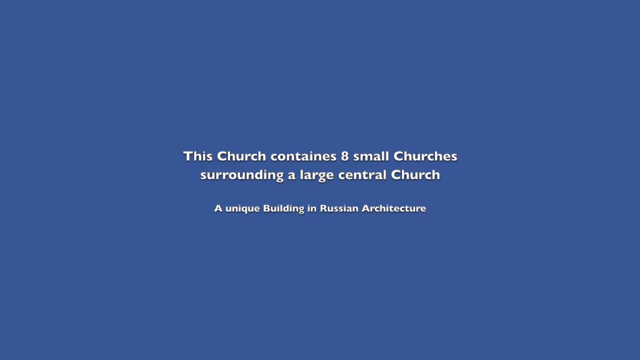 This Church containes 8 small Churches
surrounding a large central Church
A unique Building in Russian Architecture